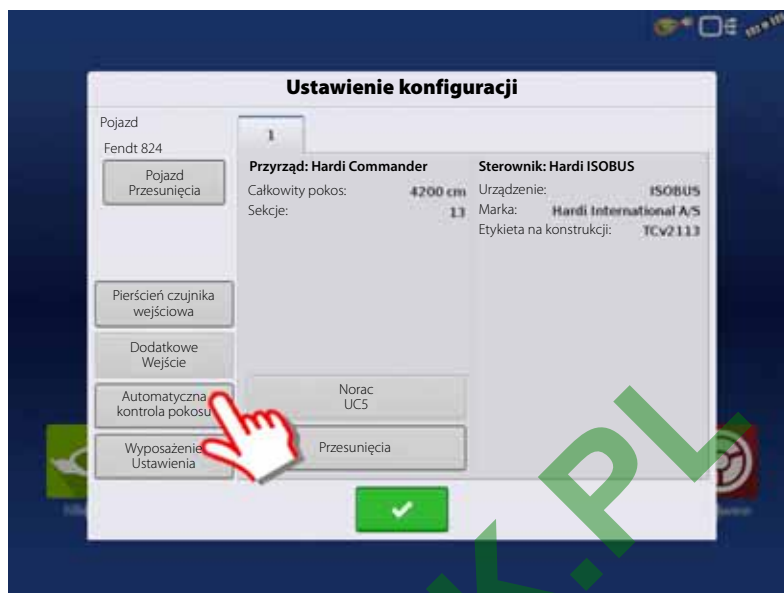 Ustawienie konfiguracji
Pojazd
Fendt 824
Pojazd
Przesunięcia
Pierścień czujnika
wejściowa
Dodatkowe
Wejście
Automatyczna
kontrola pokosu
Wyposażenie
Ustawienia
1
Przyrząd: Hardi Commander
Całkowity pokos: 4200 cm
Sekcje: 13
Norac
UC5
Przesunięcia
Sterownik: Hardi ISOBUS
Urządzenie: ISOBUS
Marka: Hardi International A/S
Etykieta na konstrukcji: TCv2113
K.PL